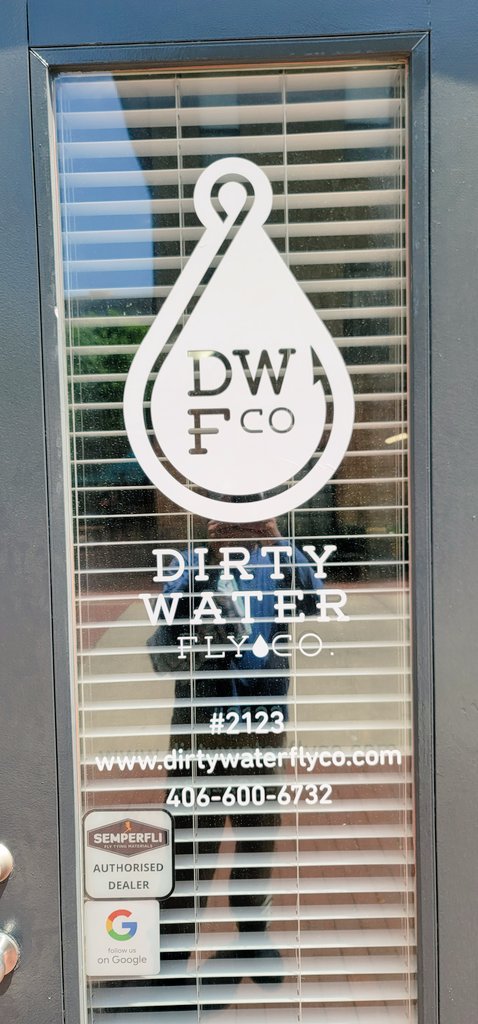 DW
F CO
DIRTY
WATER
FLY CO.
#2123
www.dirtywaterflyco.com
406-600-6732
SEMPERFLI
FLY TYING MATERIALS
AUTHORISED
DEALER
G
follow us
on Google